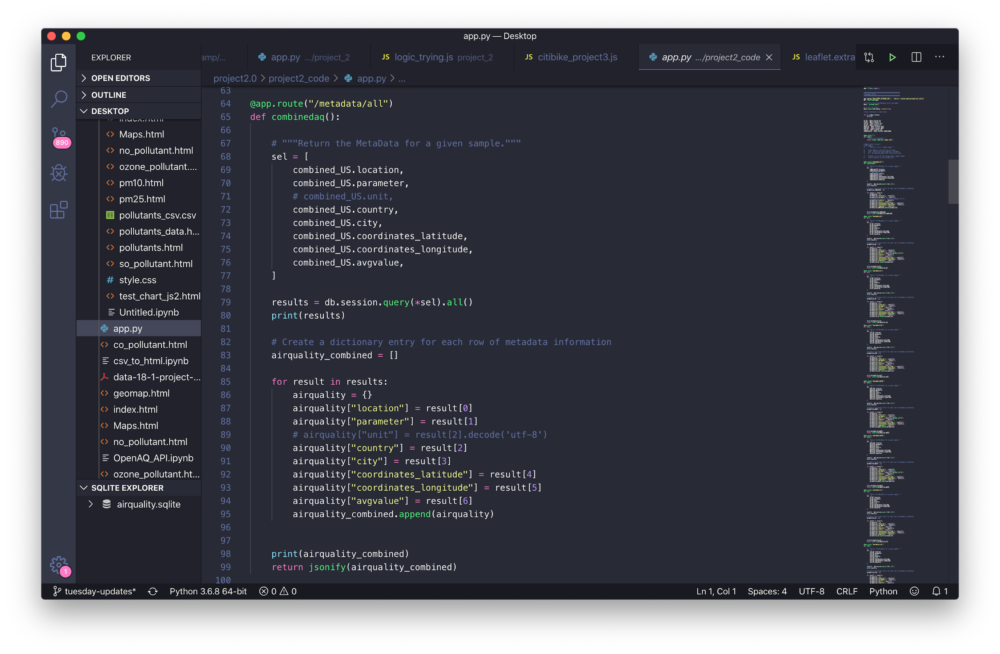 app.py — Desktop
EXPLORER
amp/...
app.py .../project_2
JS logic_trying.js project_2
JS citibike_project3.js
app.py .../project2_code
JS leaflet.extra
project2.0 > project2_code > app.py > ...
OPEN EDITORS
OUTLINE
DESKTOP
index.html
Maps.html
no_pollutant.html
ozone_pollutant....
pm10.html
pm25.html
pollutants_csv.csv
pollutants_data.h...
pollutants.html
so_pollutant.html
# style.css
test_chart_js2.html
Untitled.ipynb
app.py
co_pollutant.html
csv_to_html.ipynb
data-18-1-project-...
geomap.html
index.html
Maps.html
no_pollutant.html
OpenAQ_API.ipynb
ozone_pollutant.ht...
SQLITE EXPLORER
airquality.sqlite
890
1
63
64 @app.route("/metadata/all")
65 def combinedaq():
66
67     # """Return the MetaData for a given sample."""
68     sel = [
69         combined_US.location,
70         combined_US.parameter,
71         # combined_US.unit,
72         combined_US.country,
73         combined_US.city,
74         combined_US.coordinates_latitude,
75         combined_US.coordinates_longitude,
76         combined_US.avgvalue,
77     ]
78
79     results = db.session.query(*sel).all()
80     print(results)
81
82     # Create a dictionary entry for each row of metadata information
83     airquality_combined = []
84
85     for result in results:
86         airquality = {}
87         airquality["location"] = result[0]
88         airquality["parameter"] = result[1]
89         # airquality["unit"] = result[2].decode('utf-8')
90         airquality["country"] = result[2]
91         airquality["city"] = result[3]
92         airquality["coordinates_latitude"] = result[4]
93         airquality["coordinates_longitude"] = result[5]
94         airquality["avgvalue"] = result[6]
95         airquality_combined.append(airquality)
96
97
98     print(airquality_combined)
99     return jsonify(airquality_combined)
100
tuesday-updates* Python 3.6.8 64-bit 0 0 Ln 1, Col 1 Spaces: 4 UTF-8 CRLF Python 1